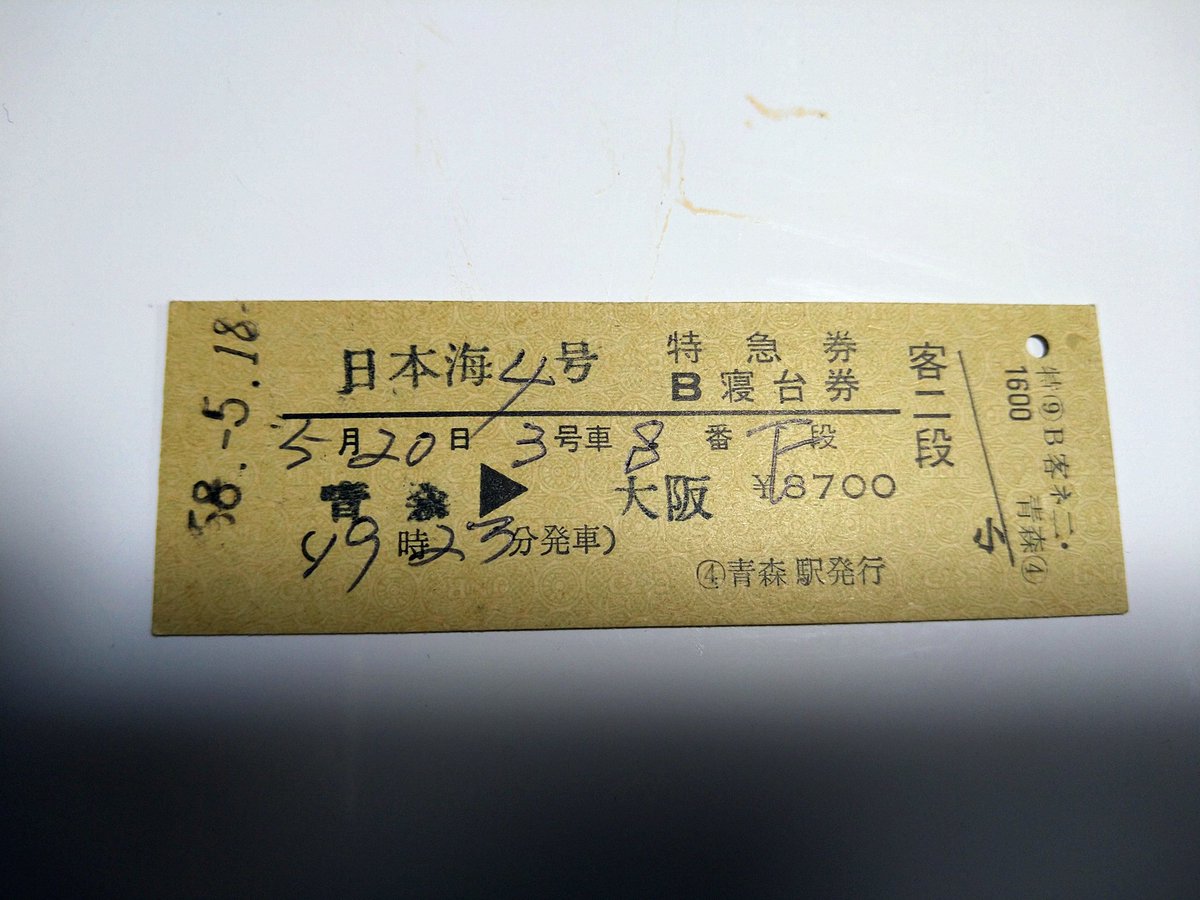 58.-5.18
日本海4号 特急券
B寝台券
客二段
5月20日 3号車 8番下段
青森▶大阪 ¥8700
(19時23分発車)
④青森駅発行
小
特⑨B客ネ二.
1600
青森④